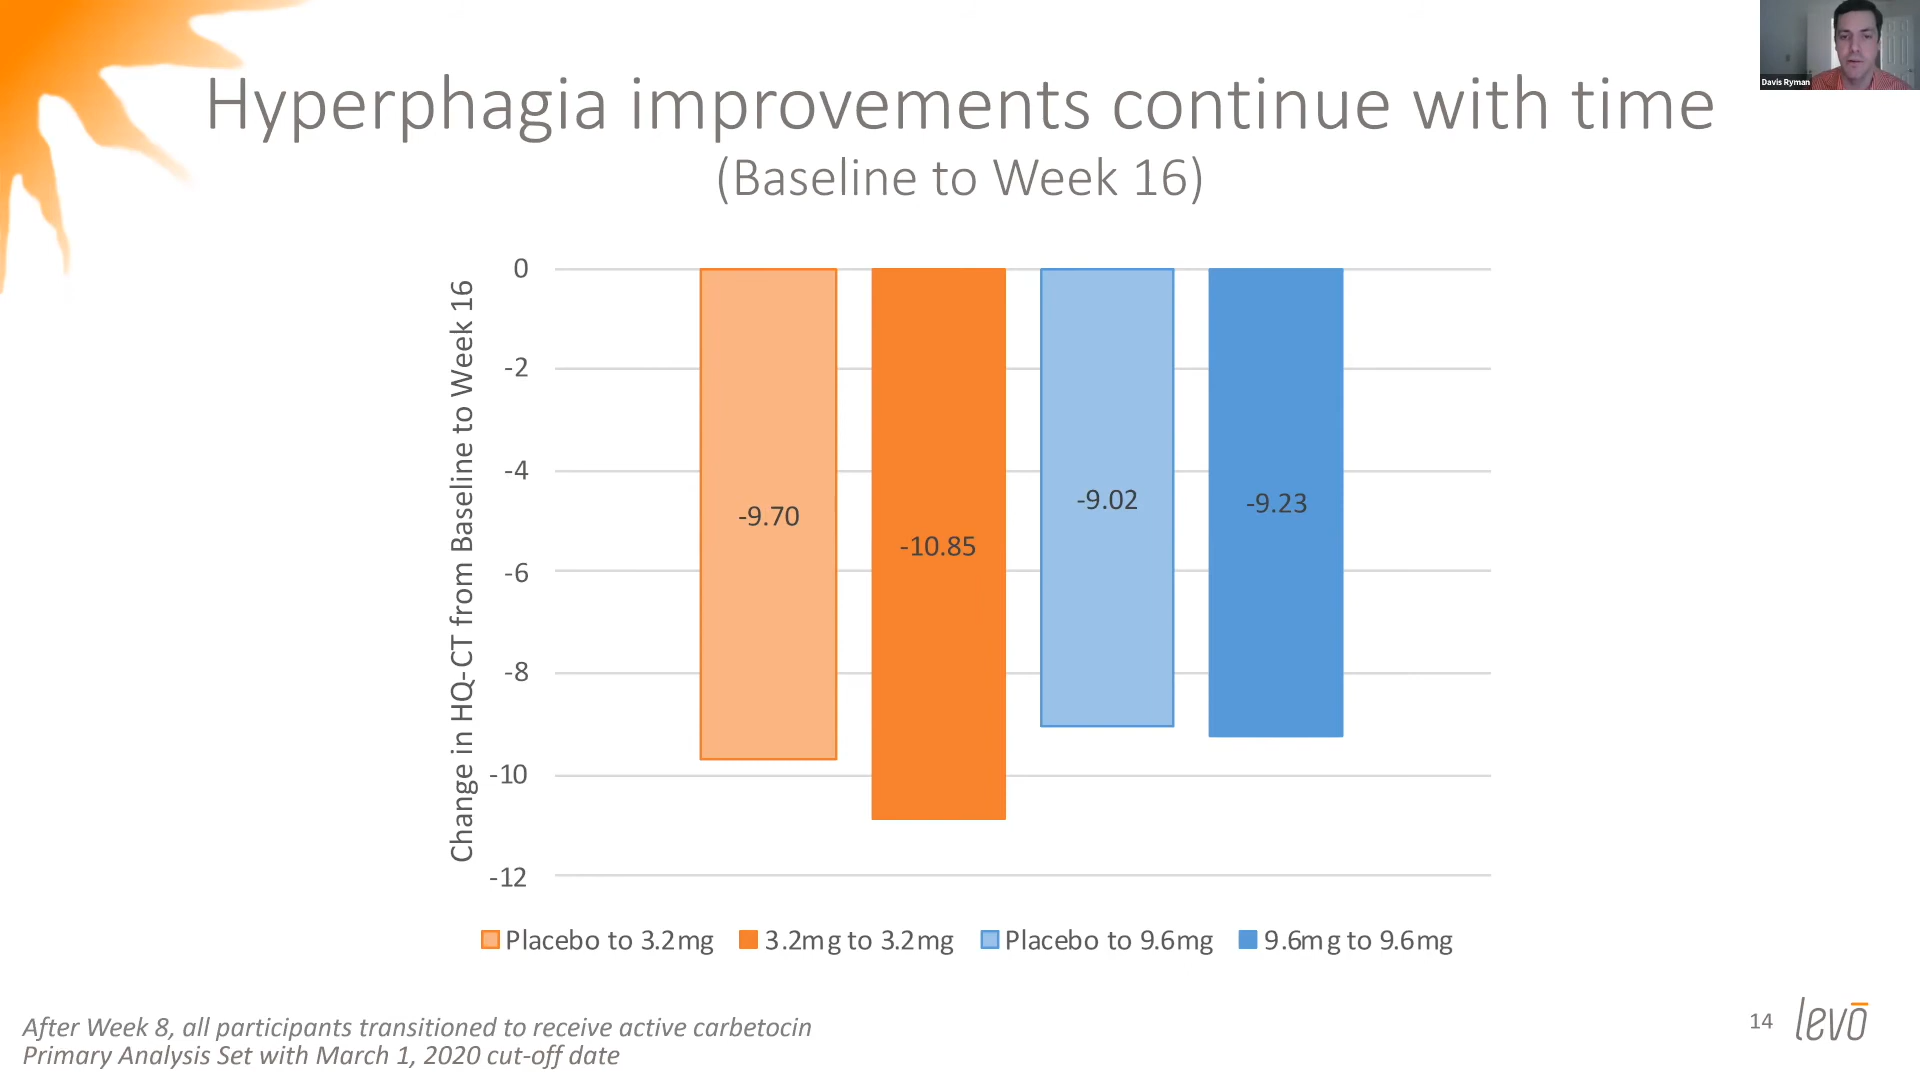 Davis Ryman
Hyperphagia improvements continue with time
(Baseline to Week 16)
Change in HQ-CT from Baseline to Week 16
0
-2
-4
-6
-8
-10
-12
-9.70
-10.85
-9.02
-9.23
Placebo to 3.2mg 3.2mg to 3.2mg Placebo to 9.6mg 9.6mg to 9.6mg
After Week 8, all participants transitioned to receive active carbetocin
Primary Analysis Set with March 1, 2020 cut-off date
14 levō